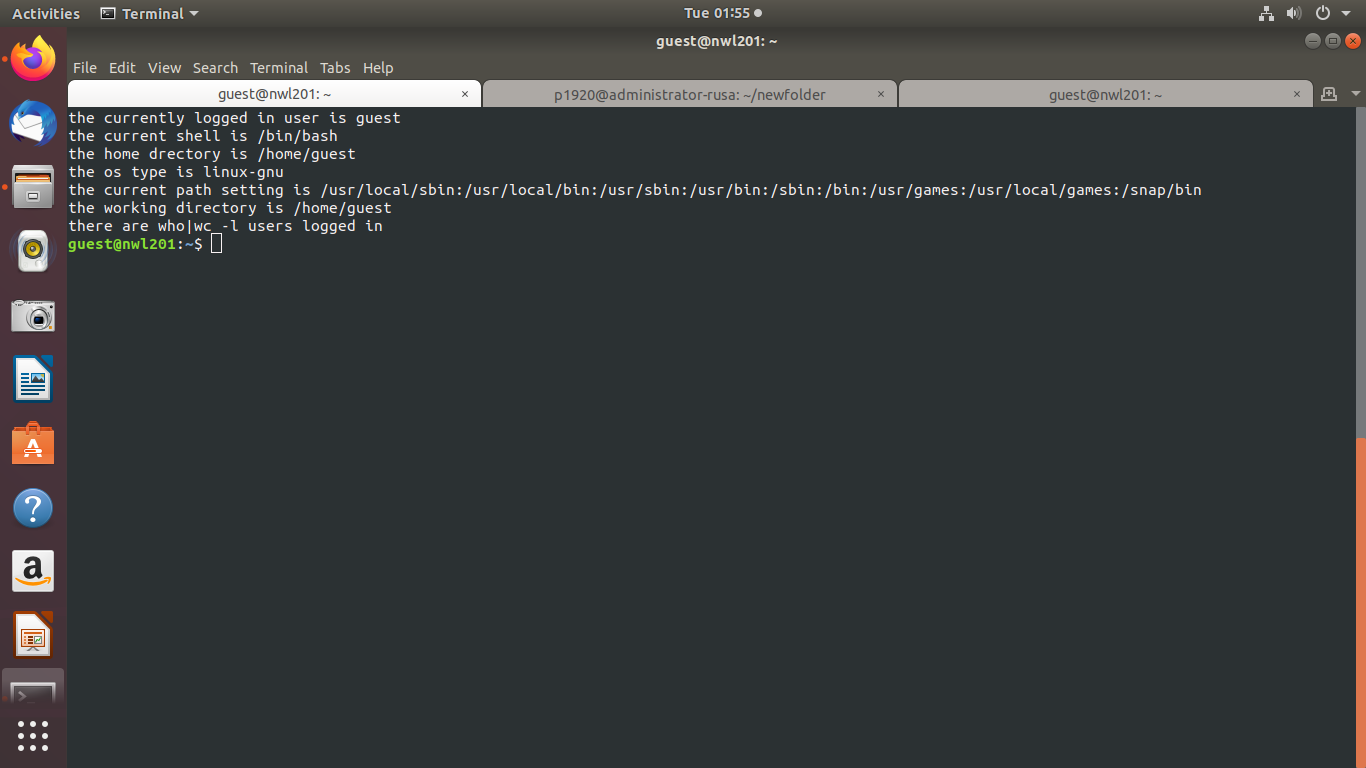 Activities Terminal Tue 01:55
guest@nwl201: ~
File Edit View Search Terminal Tabs Help
guest@nwl201: ~ p1920@administrator-rusa: ~/newfolder guest@nwl201: ~
the currently logged in user is guest
the current shell is /bin/bash
the home drectory is /home/guest
the os type is linux-gnu
the current path setting is /usr/local/sbin:/usr/local/bin:/usr/sbin:/usr/bin:/sbin:/bin:/usr/games:/usr/local/games:/snap/bin
the working directory is /home/guest
there are who|wc -l users logged in
guest@nwl201:~$